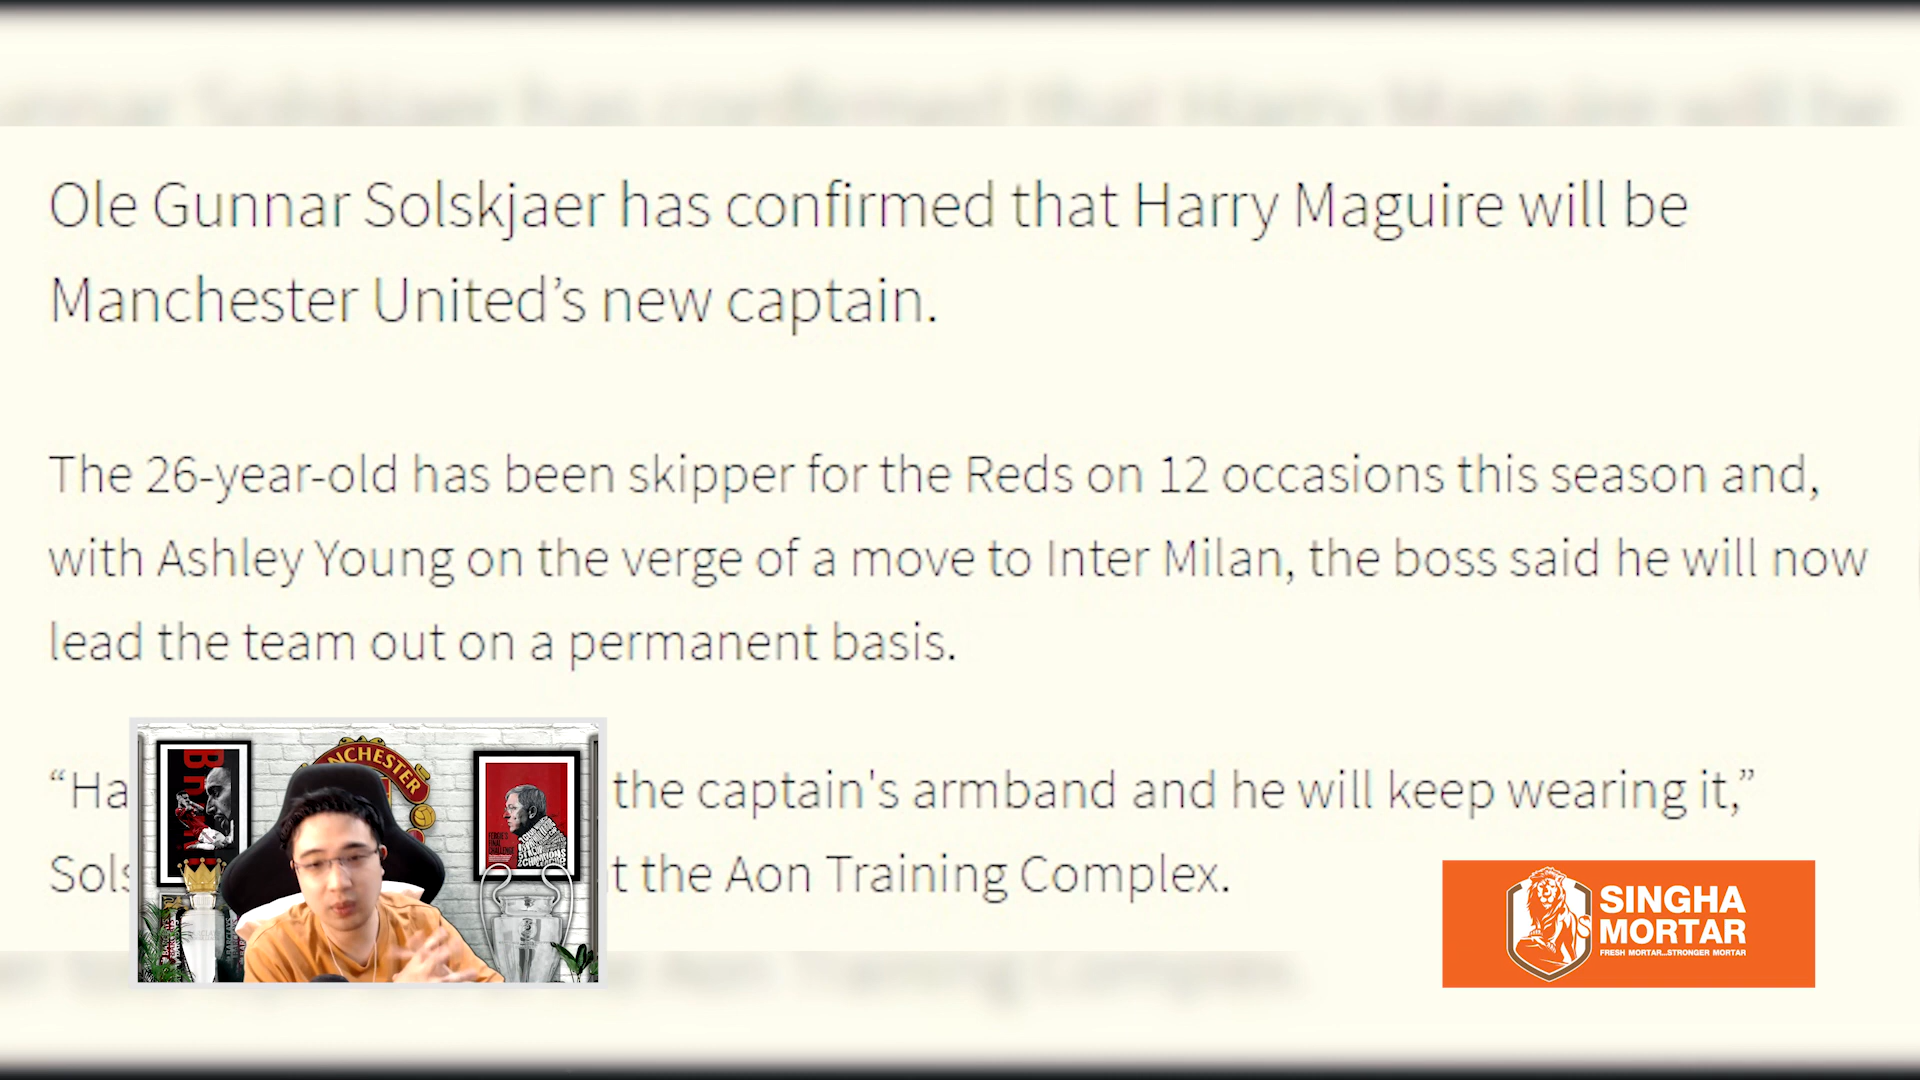 Ole Gunnar Solskjaer has confirmed that Harry Maguire will be
Manchester United’s new captain.
The 26-year-old has been skipper for the Reds on 12 occasions this season and,
with Ashley Young on the verge of a move to Inter Milan, the boss said he will now
lead the team out on a permanent basis.
“Ha the captain's armband and he will keep wearing it,”
Sols t the Aon Training Complex.
NCHESTER
SINGHA
MORTAR
FRESH MORTAR...STRONGER MORTAR